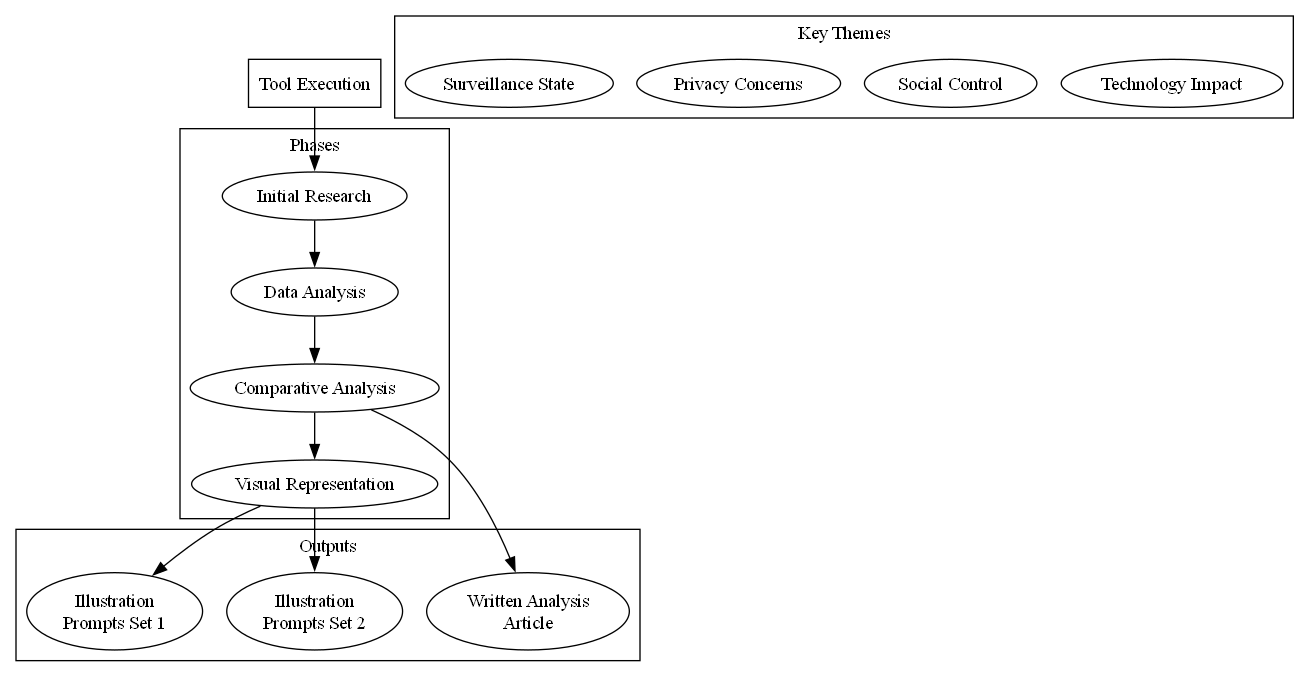 Key Themes
Tool Execution
Surveillance State
Privacy Concerns
Social Control
Technology Impact
Phases
Initial Research
Data Analysis
Comparative Analysis
Visual Representation
Outputs
Illustration
Prompts Set 1
Illustration
Prompts Set 2
Written Analysis
Article